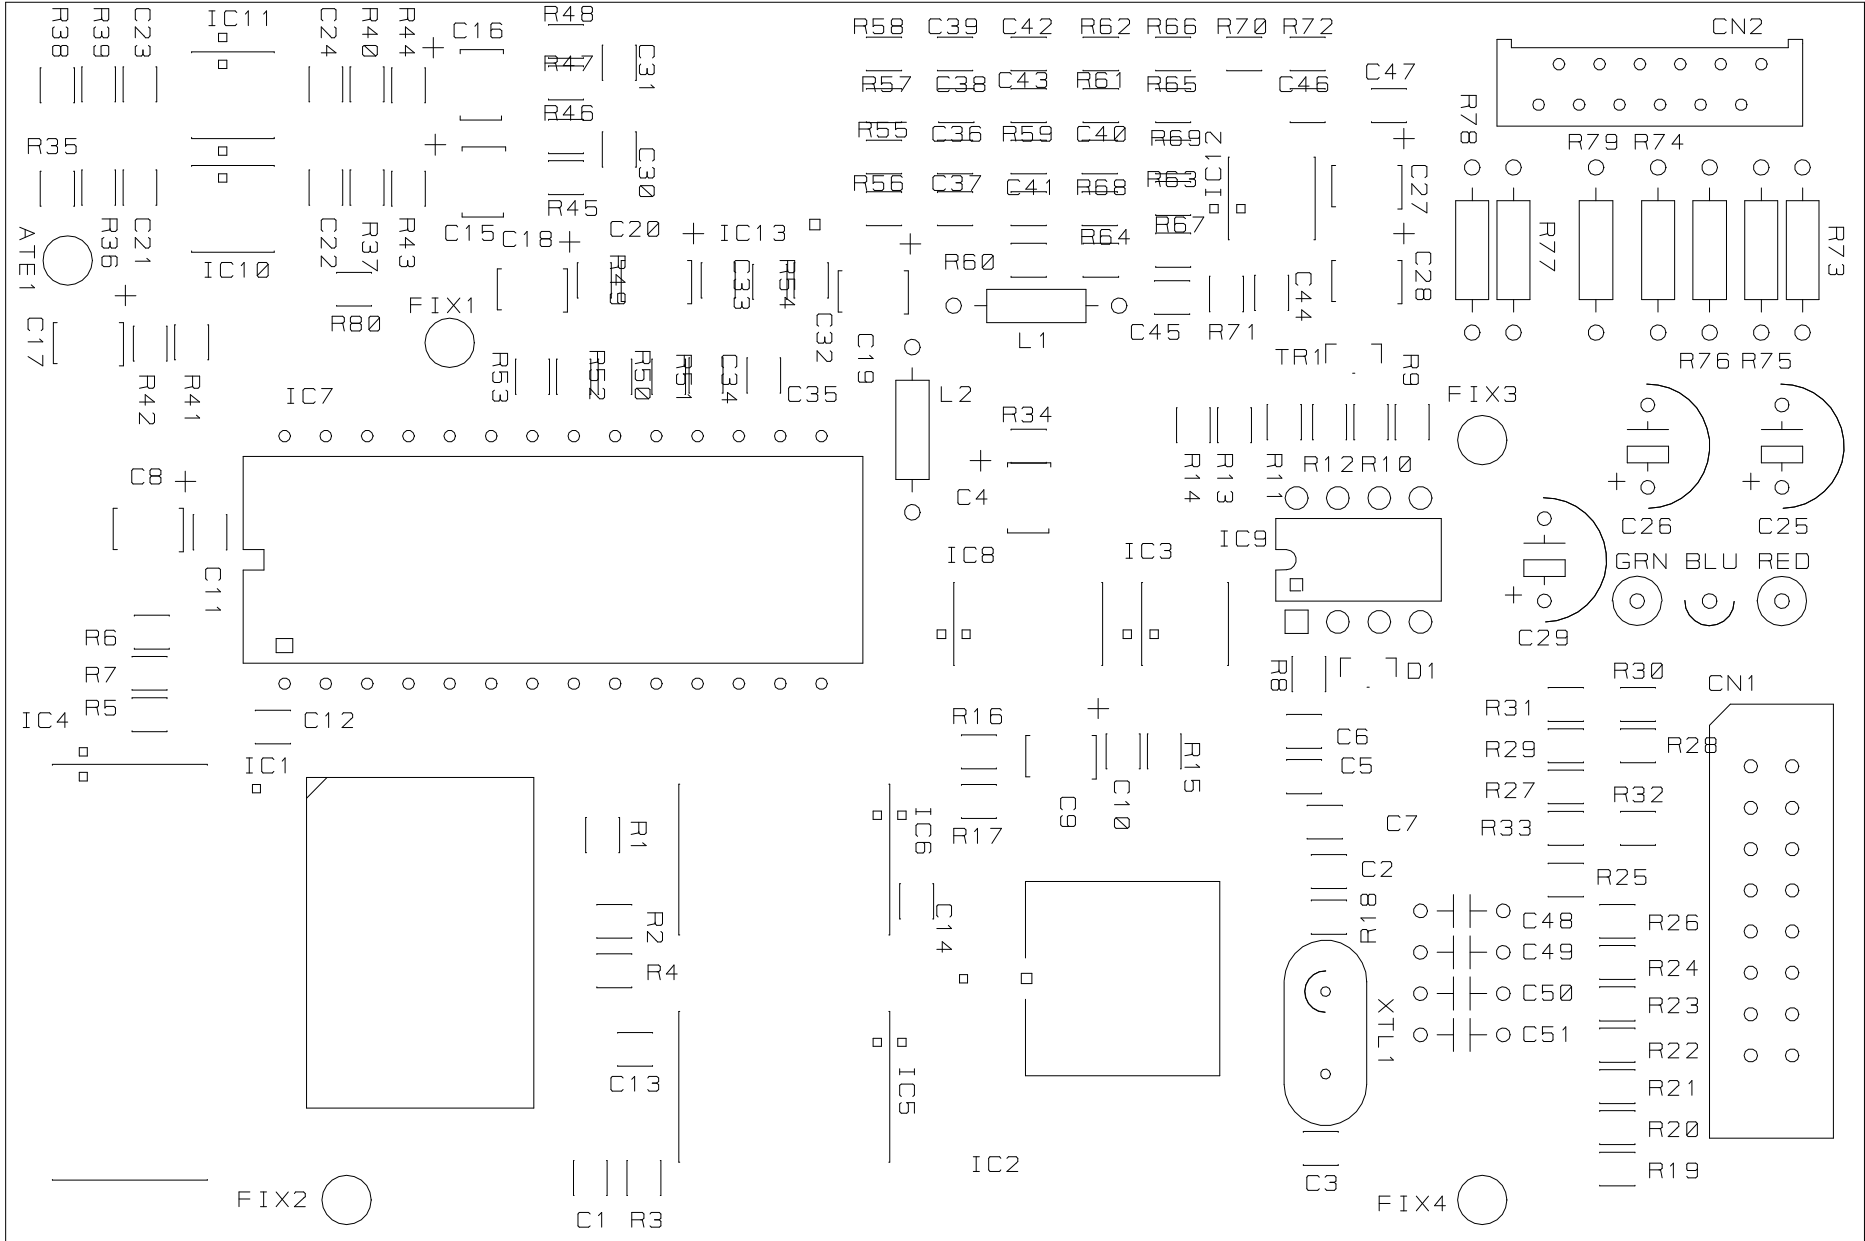 R38 R39 C23 IC11 C24 R40 R44 C16 R48 R58 C39 C42 R62 R66 R70 R72 CN2
R47 C31 R57 C38 C43 R61 R65 C46 C47 R78
R46 R55 C36 R59 C40 R69 IC12 R79 R74
R35 C30 R56 C37 C41 R68 R63 C27
R45 R67
ATE1 R36 C21 IC10 C22 R37 R43 C15 C18 C20 IC13 R64 R77 R73
R60 C28
R49 C33 R54 C44
C17 R80 FIX1 C32 C19 L1 C45 R71
TR1 R9 R76 R75
R42 R41 IC7 R53 R52 R50 R51 C34 C35 L2 R34 FIX3
C8 C4 R14 R13 R11 R12 R10
C26 C25
IC8 IC3 IC9
C11 GRN BLU RED
R6 C29
R7 R8 D1 R30 CN1
R5 IC4 C12 R16 R31
IC1 R15 C6 R29 R28
C5
R27 R32
R1 IC6 R17 C9 C10 C7 R33
C2 R25
R2 C14 R18 C48 R26
C49
R4 R24
C50
XTL1 R23
C51
R22
C13 IC5 R21
R20
IC2 R19
FIX2 C3 FIX4
C1 R3